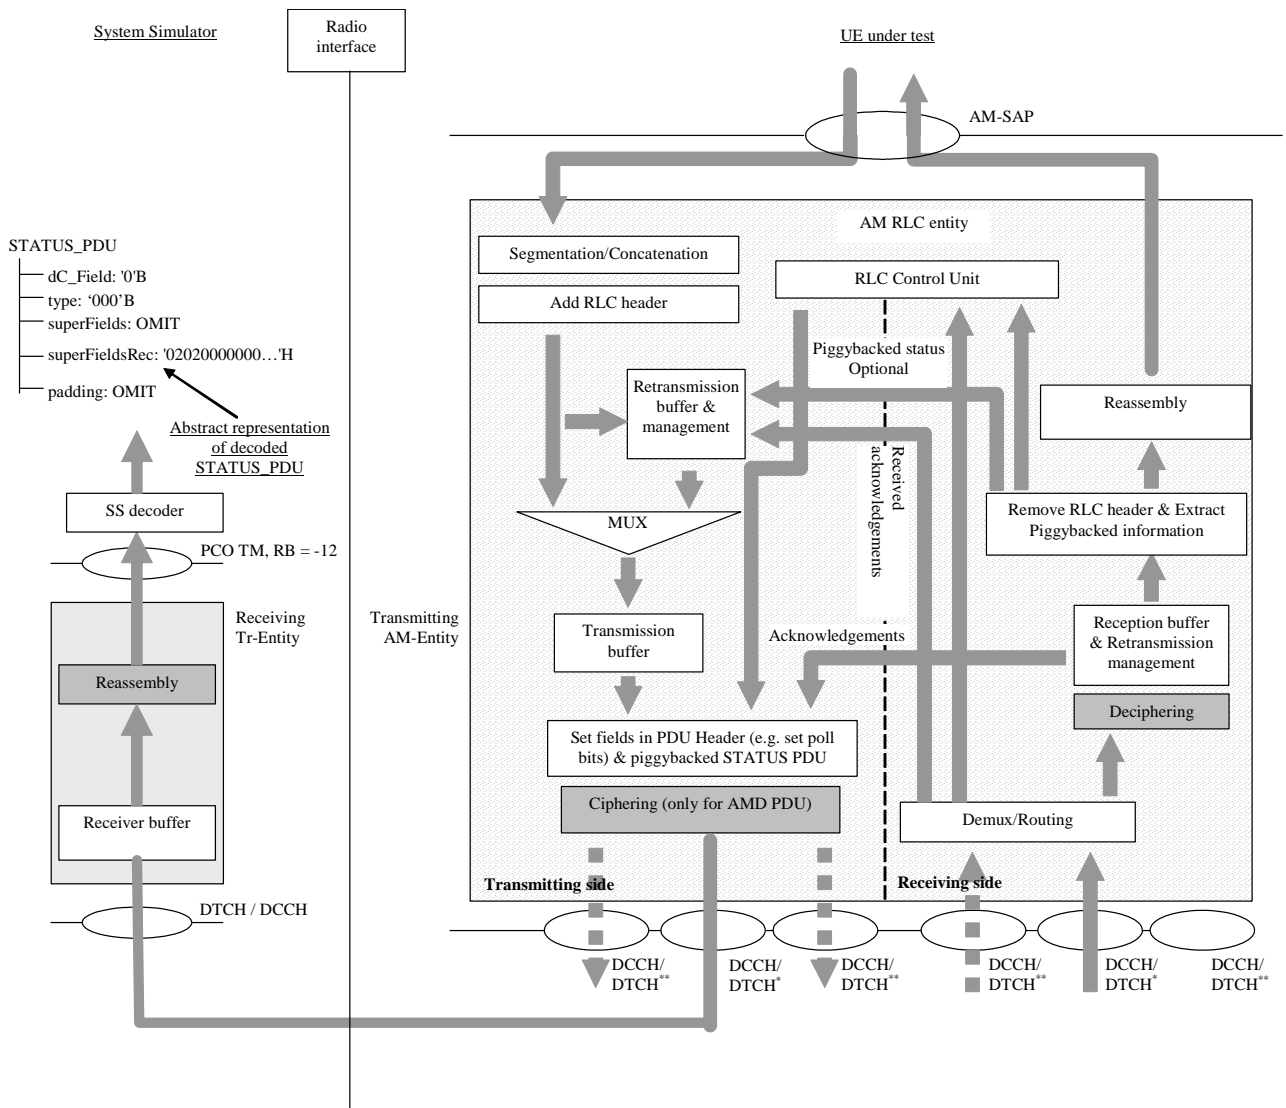 System Simulator
Radio
interface
UE under test
AM-SAP
AM RLC entity
STATUS_PDU
dC_Field: '0'B
type: ‘000’B
superFields: OMIT
superFieldsRec: '02020000000…'H
padding: OMIT
Abstract representation
of decoded
STATUS_PDU
SS decoder
PCO TM, RB = -12
Receiving
Tr-Entity
Reassembly
Receiver buffer
DTCH / DCCH
Transmitting
AM-Entity
Segmentation/Concatenation
Add RLC header
RLC Control Unit
Piggybacked status
Optional
Retransmission
buffer &
management
Reassembly
Received
acknowledgements
MUX
Remove RLC header & Extract
Piggybacked information
Transmission
buffer
Acknowledgements
Reception buffer
& Retransmission
management
Deciphering
Set fields in PDU Header (e.g. set poll
bits) & piggybacked STATUS PDU
Ciphering (only for AMD PDU)
Demux/Routing
Transmitting side
Receiving side
DCCH/
DTCH**
DCCH/
DTCH*
DCCH/
DTCH**
DCCH/
DTCH**
DCCH/
DTCH*
DCCH/
DTCH**